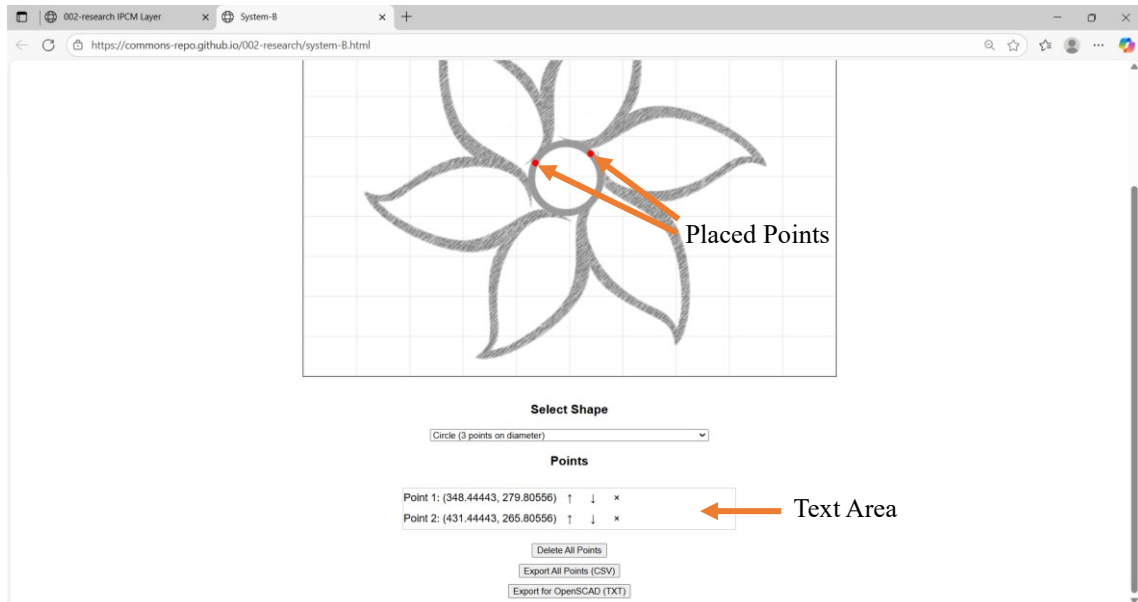 002-research IPCM Layer
System-B
https://commons-repo.github.io/002-research/system-B.html
Placed Points
Select Shape
Circle (3 points on diameter)
Points
Point 1: (348.44443, 279.80556) ↑ ↓ ×
Point 2: (431.44443, 265.80556) ↑ ↓ ×
Text Area
Delete All Points
Export All Points (CSV)
Export for OpenSCAD (TXT)